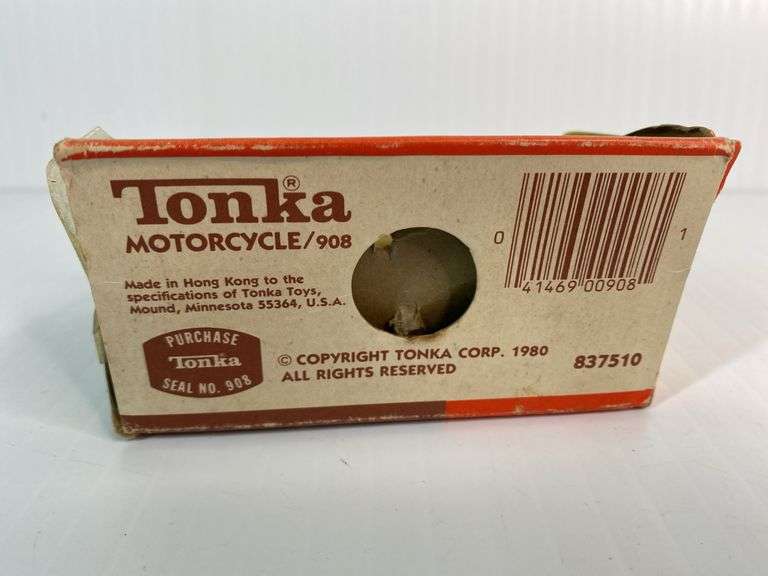 Tonka®
MOTORCYCLE/908
Made in Hong Kong to the
specifications of Tonka Toys,
Mound, Minnesota 55364, U.S.A.
PURCHASE
Tonka
SEAL NO. 908
© COPYRIGHT TONKA CORP. 1980
ALL RIGHTS RESERVED
0 41469 00908 1
837510